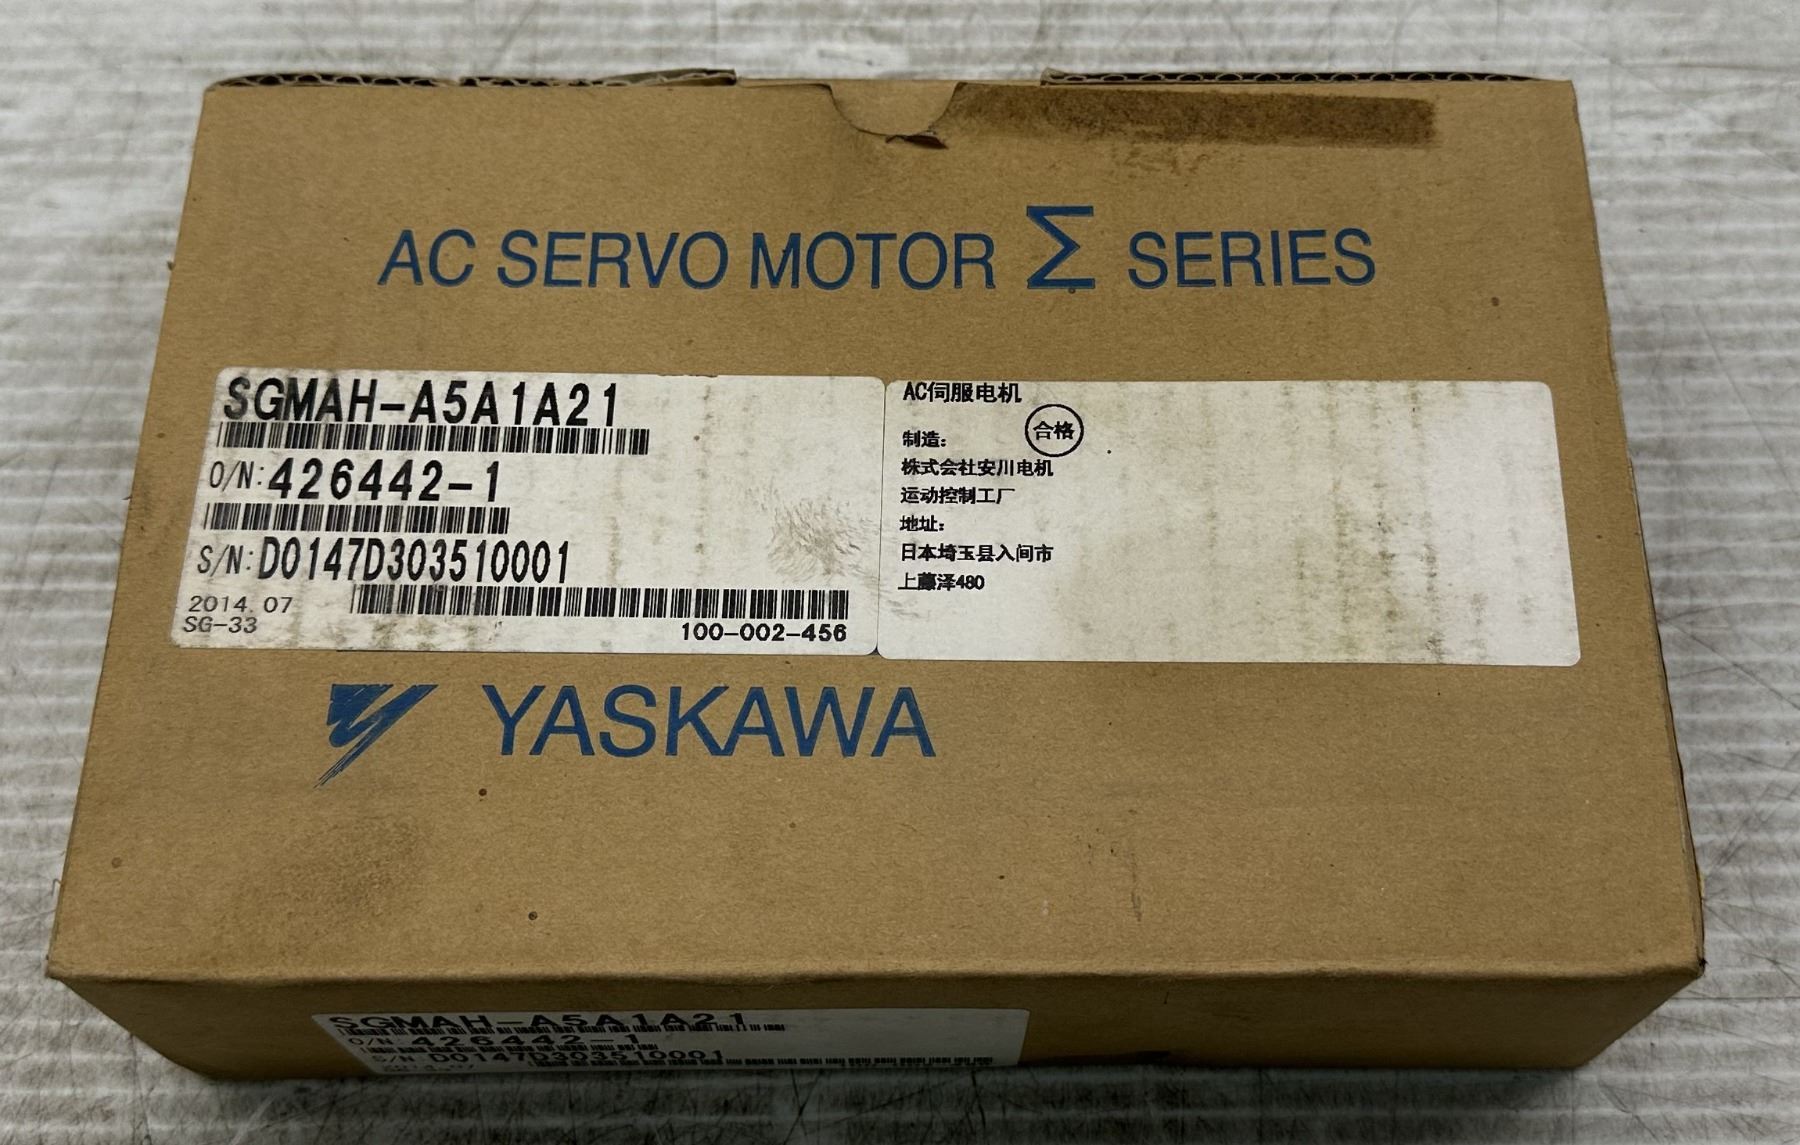 AC SERVO MOTOR Σ SERIES
SGMAH-A5A1A21
O/N: 426442-1
S/N: D0147D303510001
2014. 07
SG-33
100-002-456
AC伺服电机
合格
制造:
株式会社安川电机
运动控制工厂
地址:
日本埼玉县入间市
上藤泽480
YASKAWA
SGMAH-A5A1A21
O/N: 426442-1
S/N: D0147D303510001
2014. 07